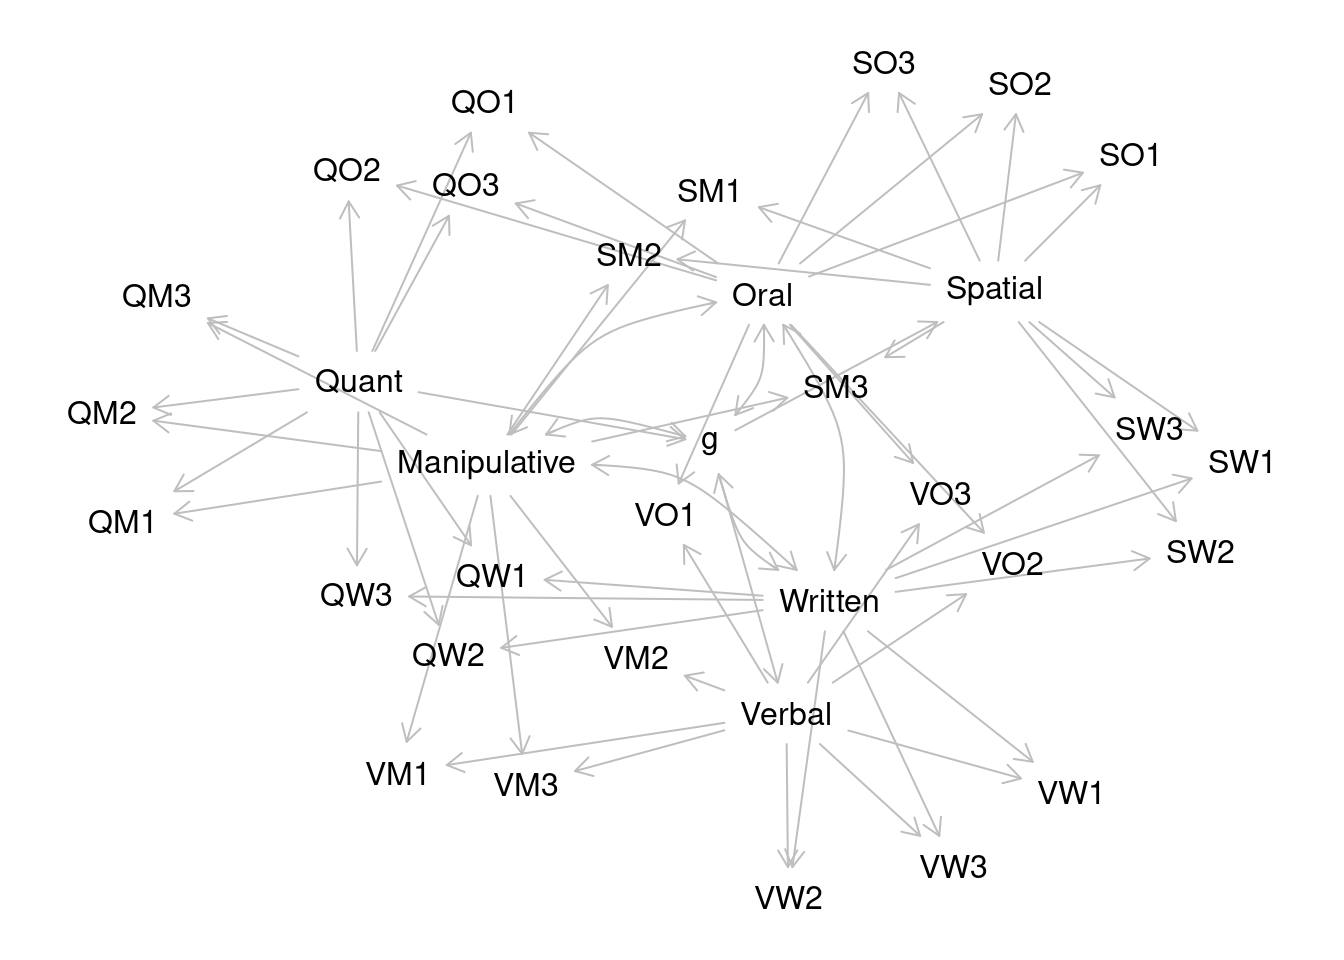 SO3
SO2
QO1
SO1
QO2
QO3
SM1
SM2
Spatial
QM3
Oral
Quant
SM3
QM2
SW3
g
Manipulative
SW1
VO3
VO1
QM1
SW2
VO2
QW1
QW3
Written
QW2
VM2
Verbal
VM1
VM3
VW1
VW3
VW2